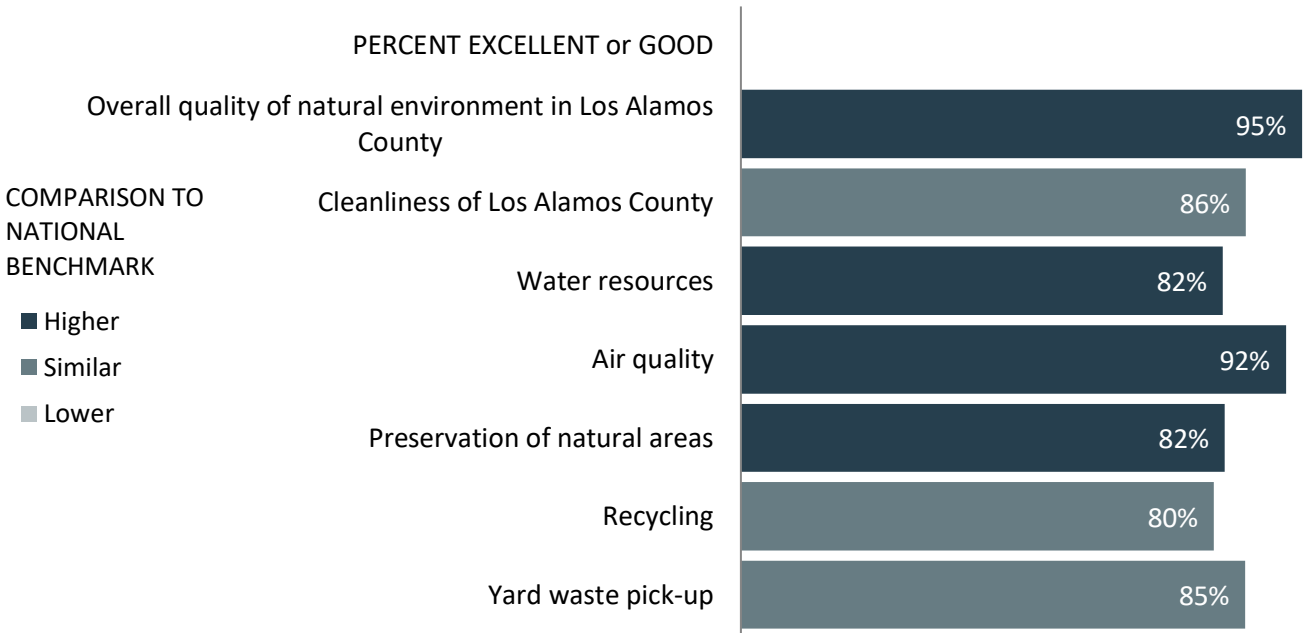 PERCENT EXCELLENT or GOOD
Overall quality of natural environment in Los Alamos
County
95%
Cleanliness of Los Alamos County
86%
Water resources
82%
Air quality
92%
Preservation of natural areas
82%
Recycling
80%
Yard waste pick-up
85%
COMPARISON TO
NATIONAL
BENCHMARK
Higher
Similar
Lower